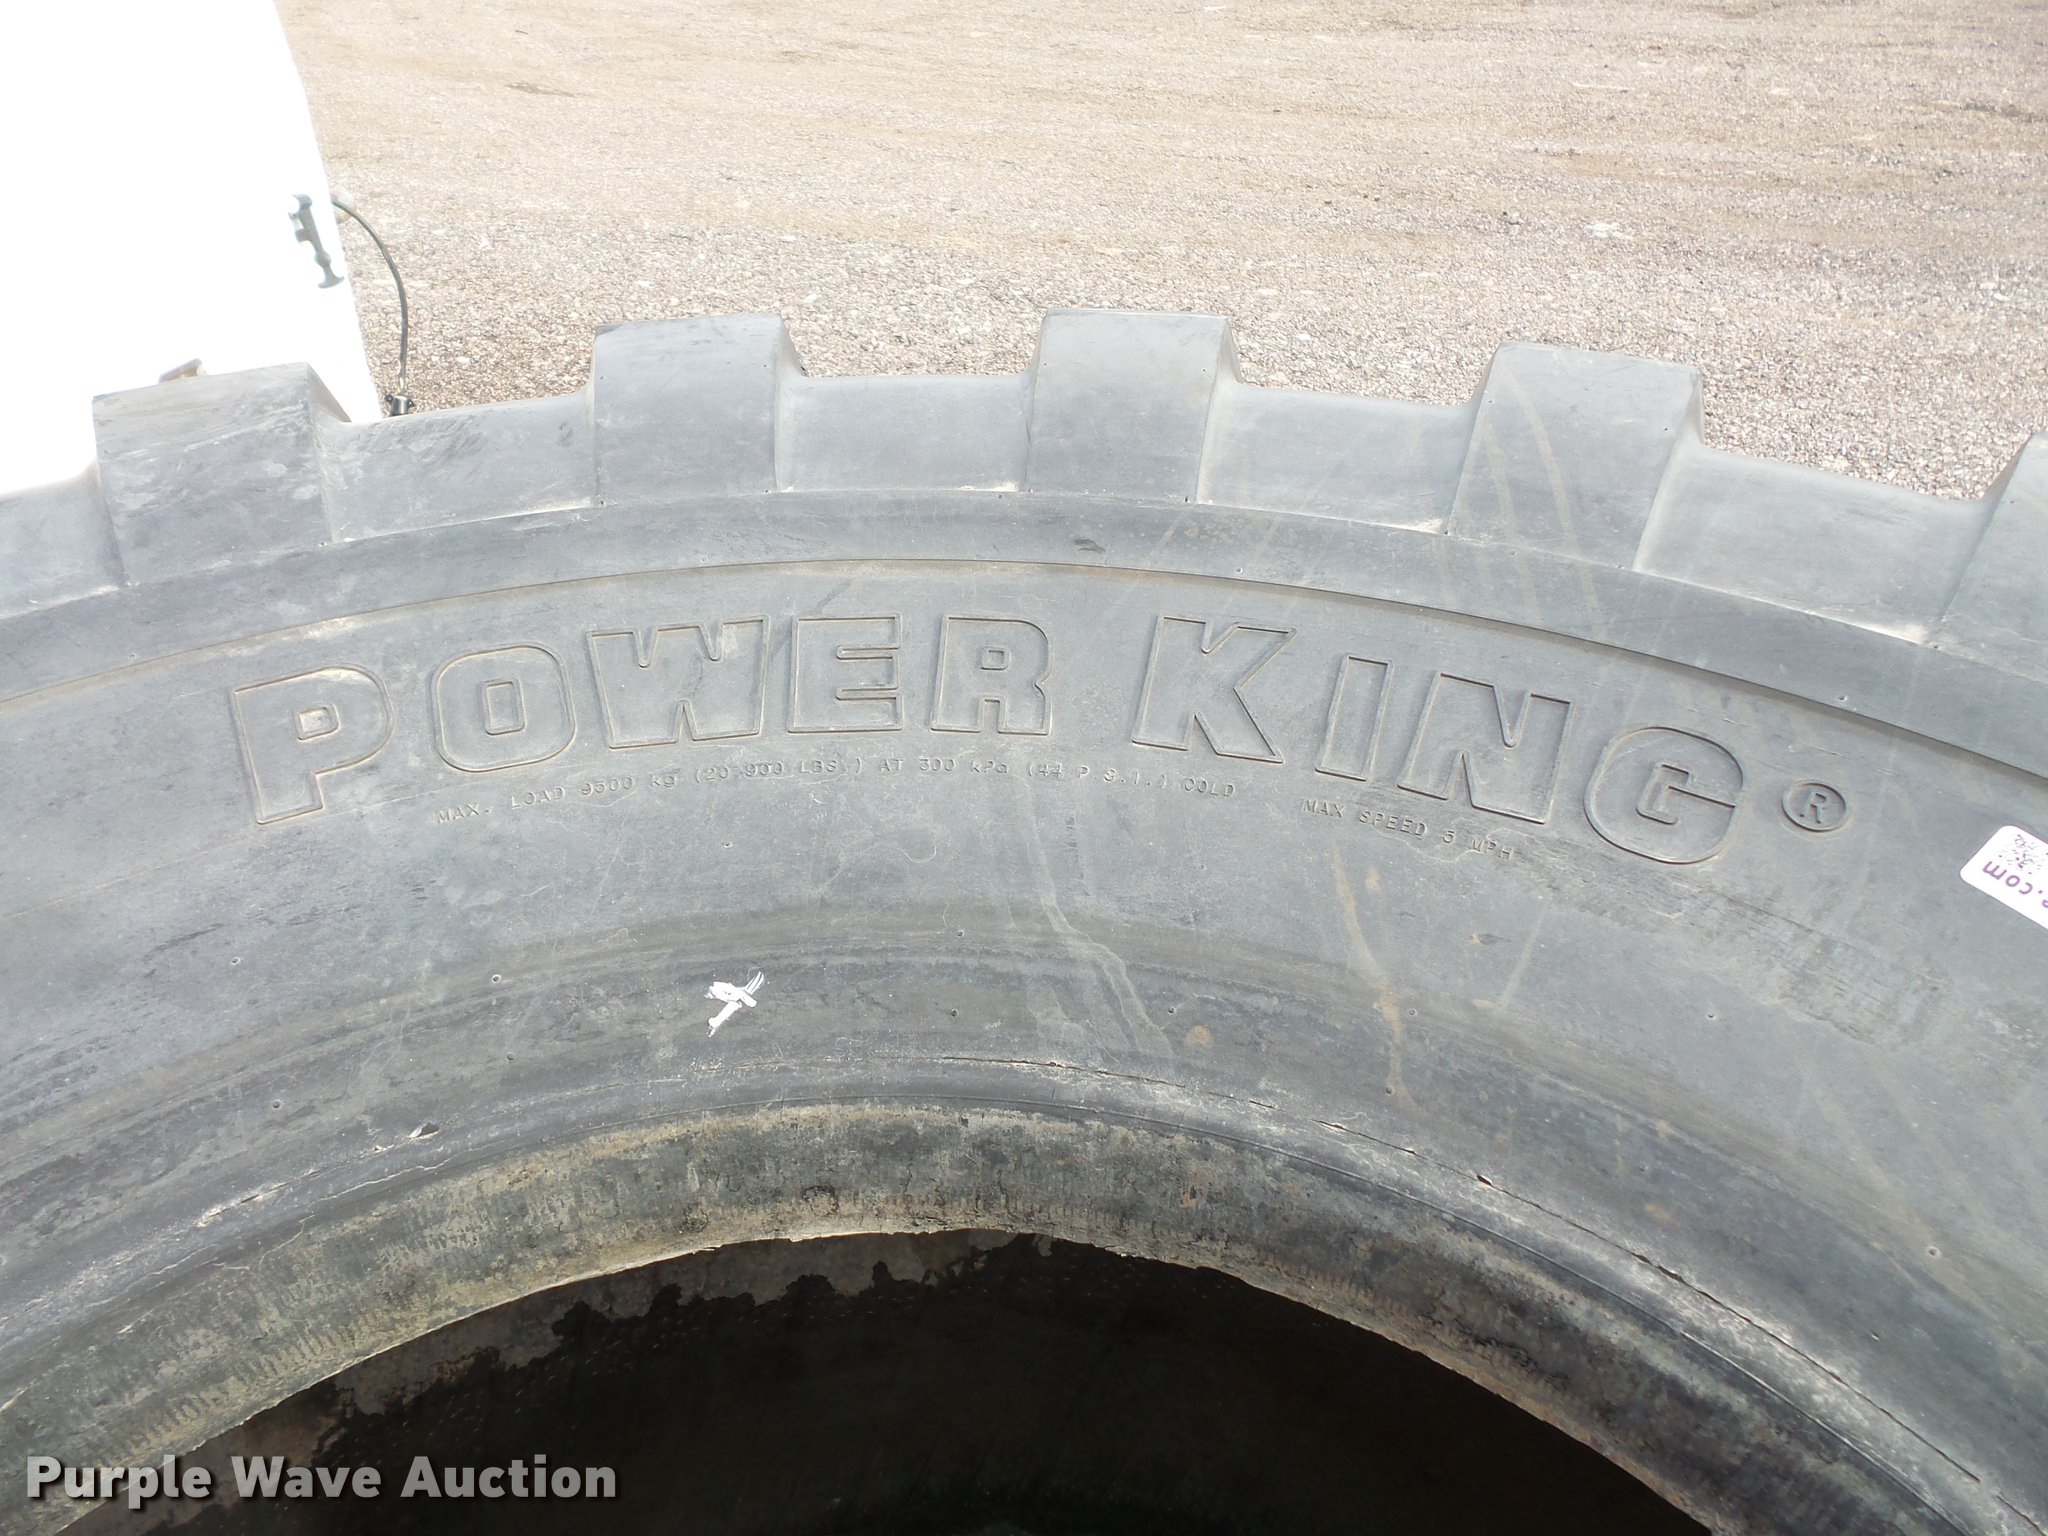 POWER KING®
MAX. LOAD 9500 kg (20,900 LBS.) AT 300 kPa (44 P.S.I.) COLD MAX SPEED 5 MPH
.com
Purple Wave Auction